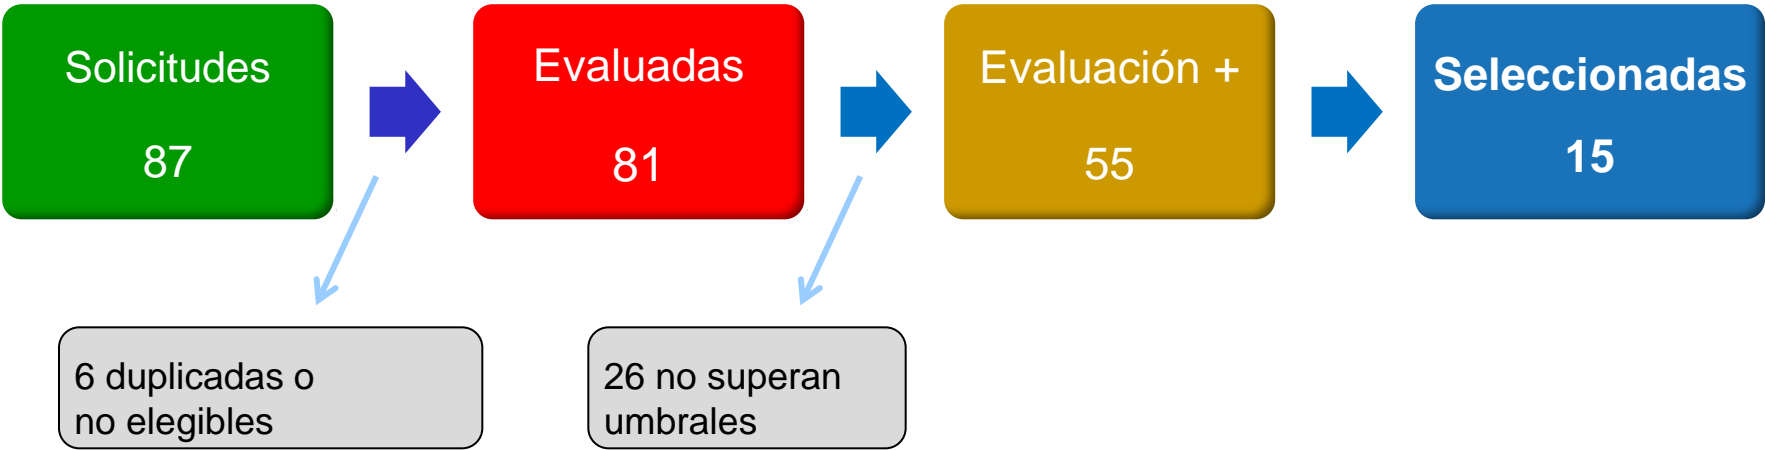 Solicitudes
87
Evaluadas
81
Evaluación +
55
Seleccionadas
15
6 duplicadas o
no elegibles
26 no superan
umbrales